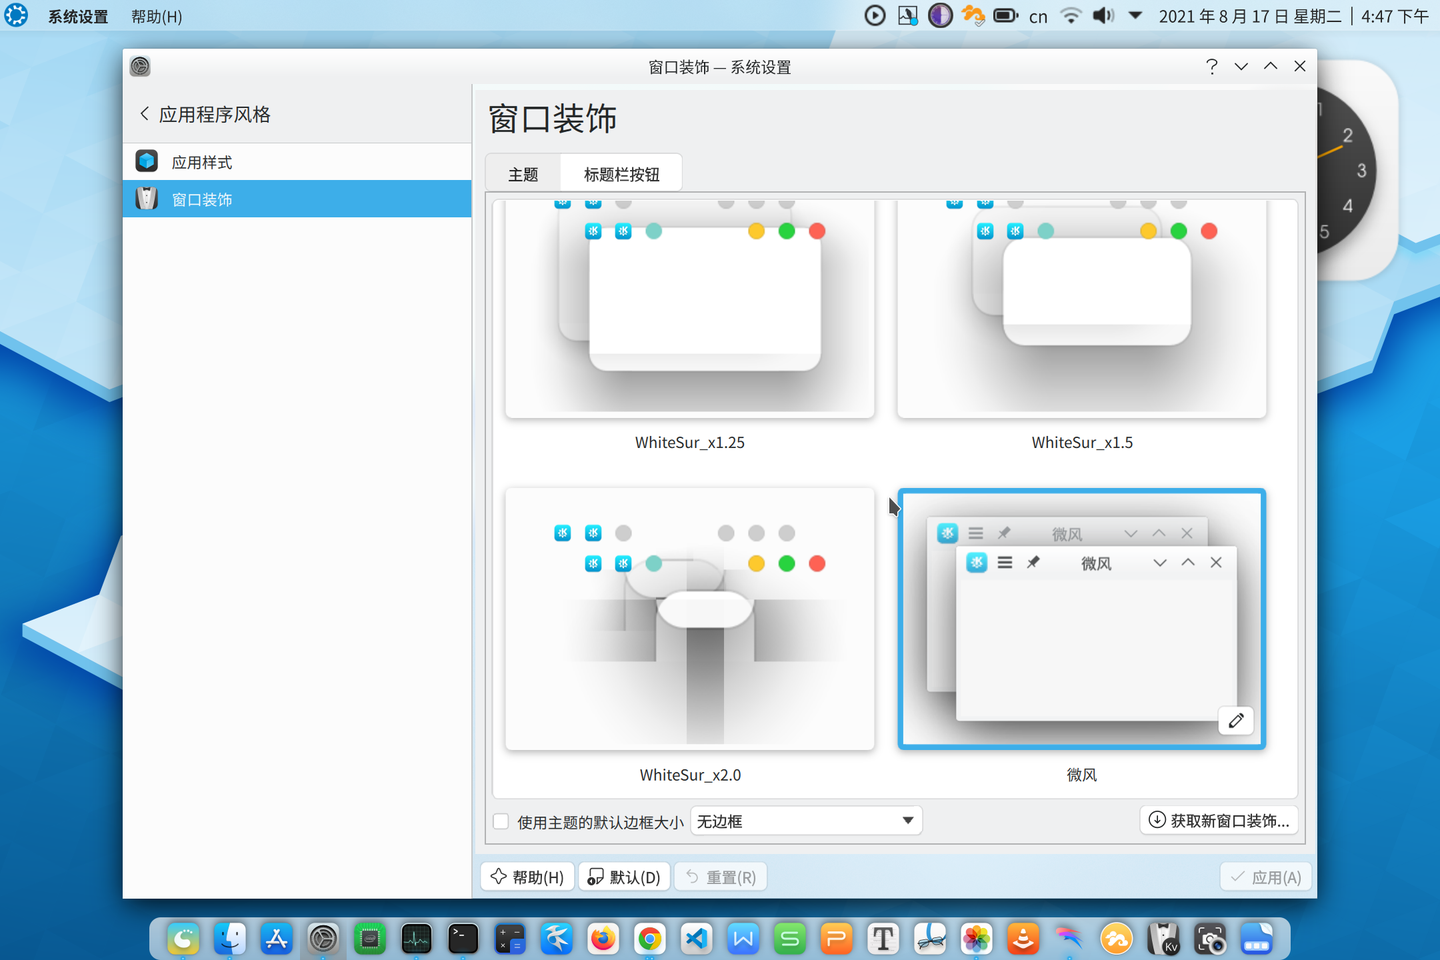 系统设置
帮助(H)
cn
2021 年 8 月 17 日 星期二
4:47 下午
窗口装饰 — 系统设置
应用程序风格
应用样式
窗口装饰
窗口装饰
主题
标题栏按钮
WhiteSur_x1.25
WhiteSur_x1.5
微风
微风
WhiteSur_x2.0
微风
使用主题的默认边框大小
无边框
获取新窗口装饰...
帮助(H)
默认(D)
重置(R)
应用(A)
1
2
3
4
5
W
S
P
T
Kv